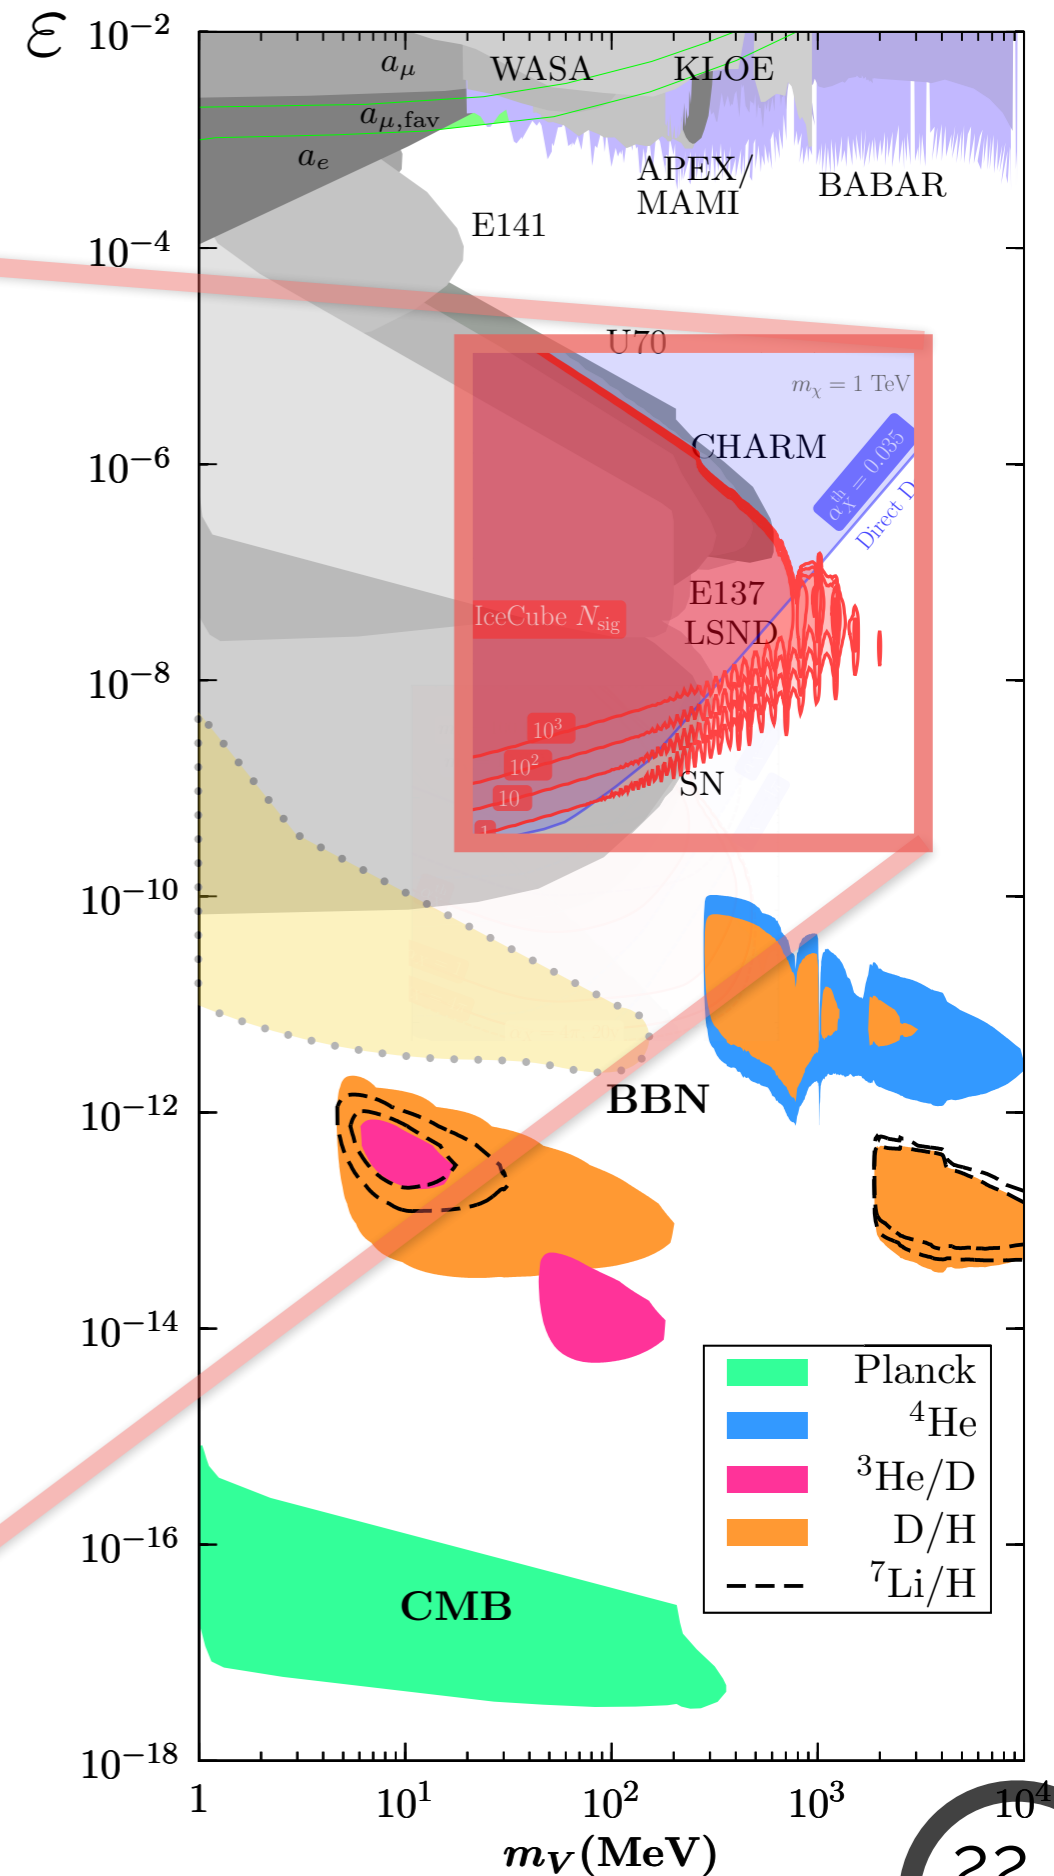 ε 10⁻²
a_μ WASA KLOE
a_μ,fav
a_e APEX/
MAMI BABAR
E141
10⁻⁴
U70
m_χ = 1 TeV
CHARM
10⁻⁶
α_X^th = 0.035
Direct D
E137
IceCube N_sig
LSND
10⁻⁸
10³
10²
SN
10
1
10⁻¹⁰
BBN
10⁻¹²
10⁻¹⁴
Planck
⁴He
³He/D
D/H
⁷Li/H
10⁻¹⁶
CMB
10⁻¹⁸
1 10¹ 10² 10³ 10⁴
m_V(MeV)
22